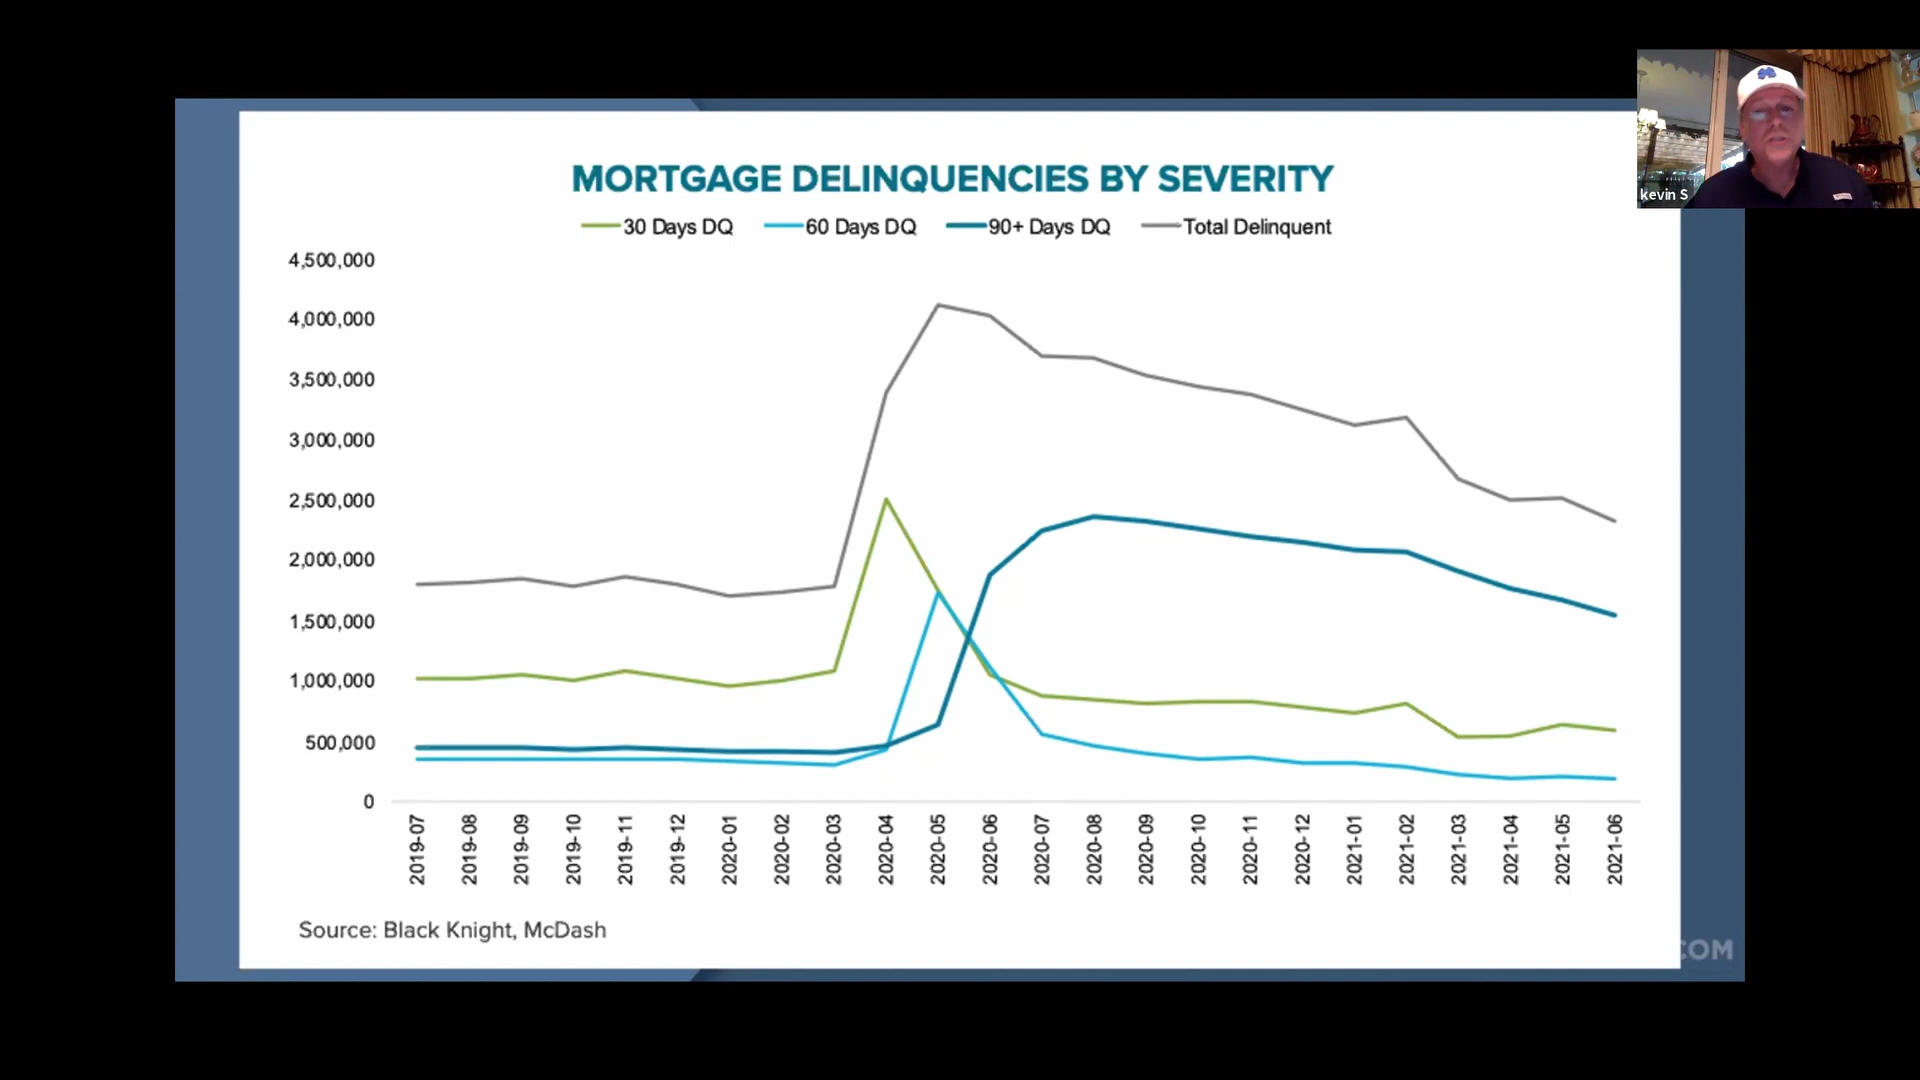 MORTGAGE DELINQUENCIES BY SEVERITY
30 Days DQ 60 Days DQ 90+ Days DQ Total Delinquent
4,500,000
4,000,000
3,500,000
3,000,000
2,500,000
2,000,000
1,500,000
1,000,000
500,000
0
2019-07 2019-08 2019-09 2019-10 2019-11 2019-12 2020-01 2020-02 2020-03 2020-04 2020-05 2020-06 2020-07 2020-08 2020-09 2020-10 2020-11 2020-12 2021-01 2021-02 2021-03 2021-04 2021-05 2021-06
Source: Black Knight, McDash
COM
kevin S